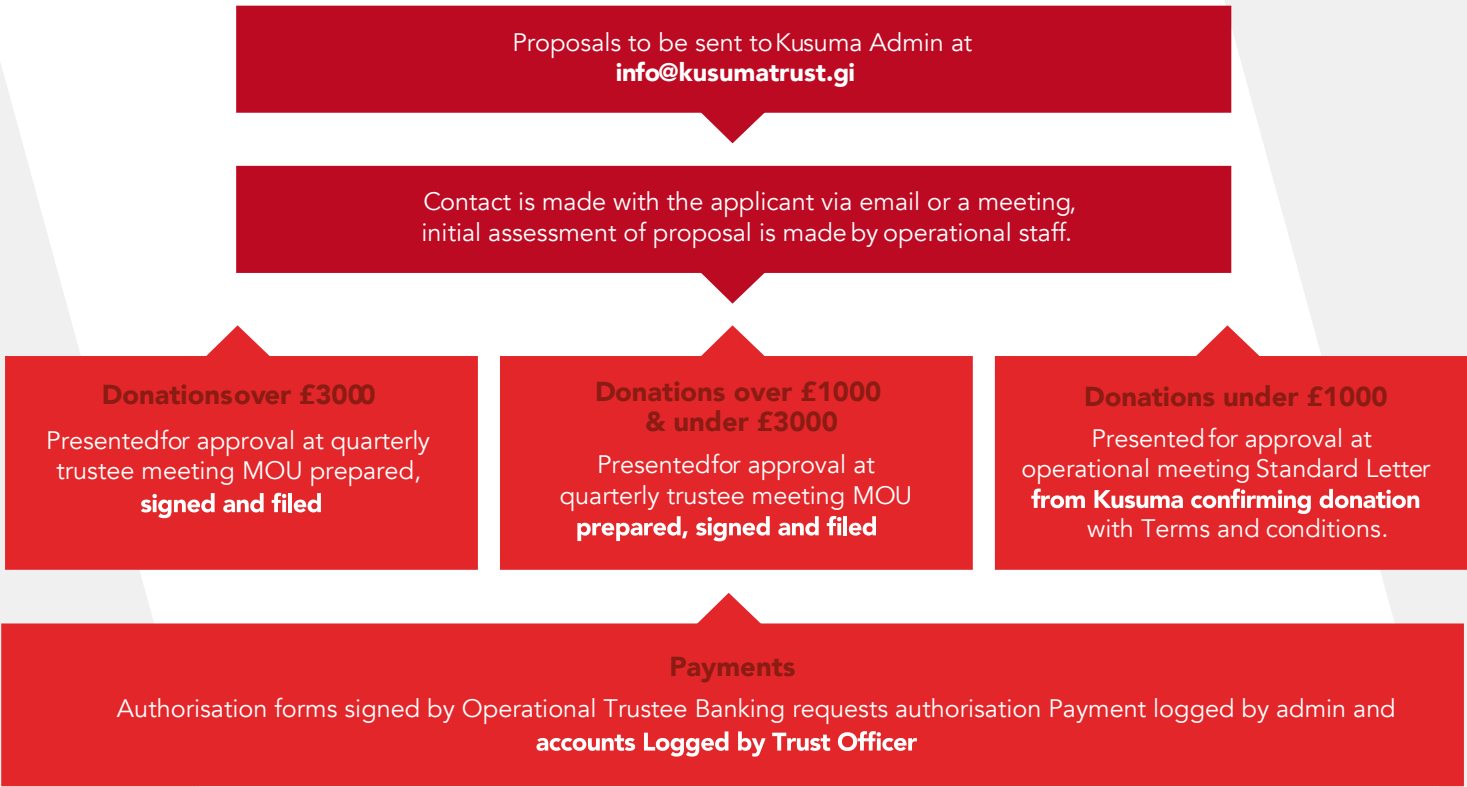 Proposals to be sent to Kusuma Admin at
info@kusumatrust.gi
Contact is made with the applicant via email or a meeting,
initial assessment of proposal is made by operational staff.
Donationsover £3000
Presentedfor approval at quarterly
trustee meeting MOU prepared,
signed and filed
Donations over £1000
& under £3000
Presentedfor approval at
quarterly trustee meeting MOU
prepared, signed and filed
Donations under £1000
Presented for approval at
operational meeting Standard Letter
from Kusuma confirming donation
with Terms and conditions.
Payments
Authorisation forms signed by Operational Trustee Banking requests authorisation Payment logged by admin and
accounts Logged by Trust Officer